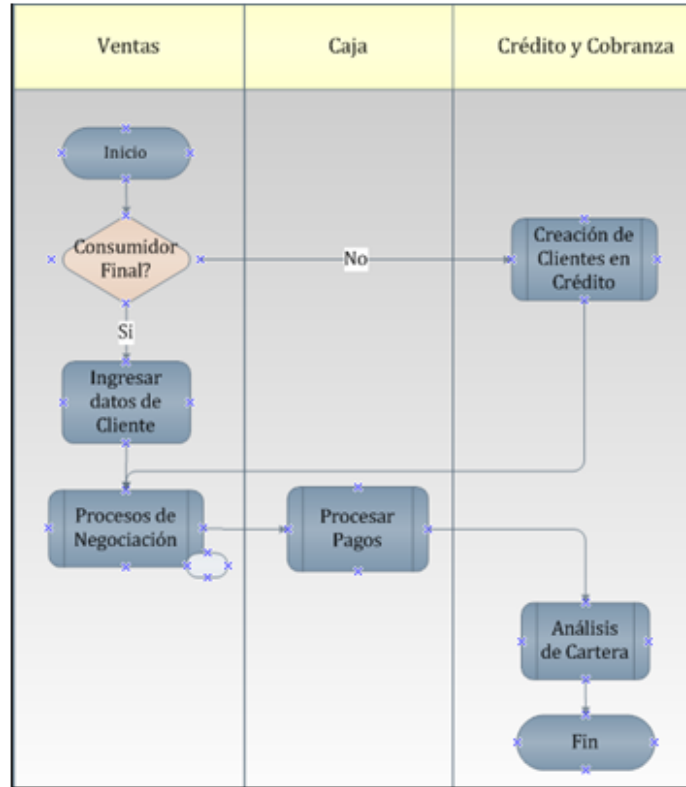 Ventas
Caja
Crédito y Cobranza
Inicio
Consumidor
Final?
No
Creación de
Clientes en
Crédito
Si
Ingresar
datos de
Cliente
Procesos de
Negociación
Procesar
Pagos
Análisis
de Cartera
Fin